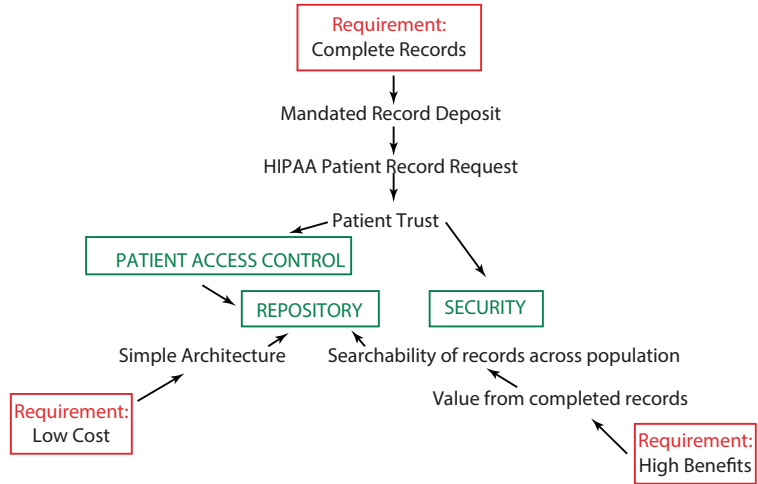 Requirement:
Complete Records
Mandated Record Deposit
HIPAA Patient Record Request
Patient Trust
PATIENT ACCESS CONTROL
REPOSITORY
SECURITY
Simple Architecture
Searchability of records across population
Value from completed records
Requirement:
Low Cost
Requirement:
High Benefits